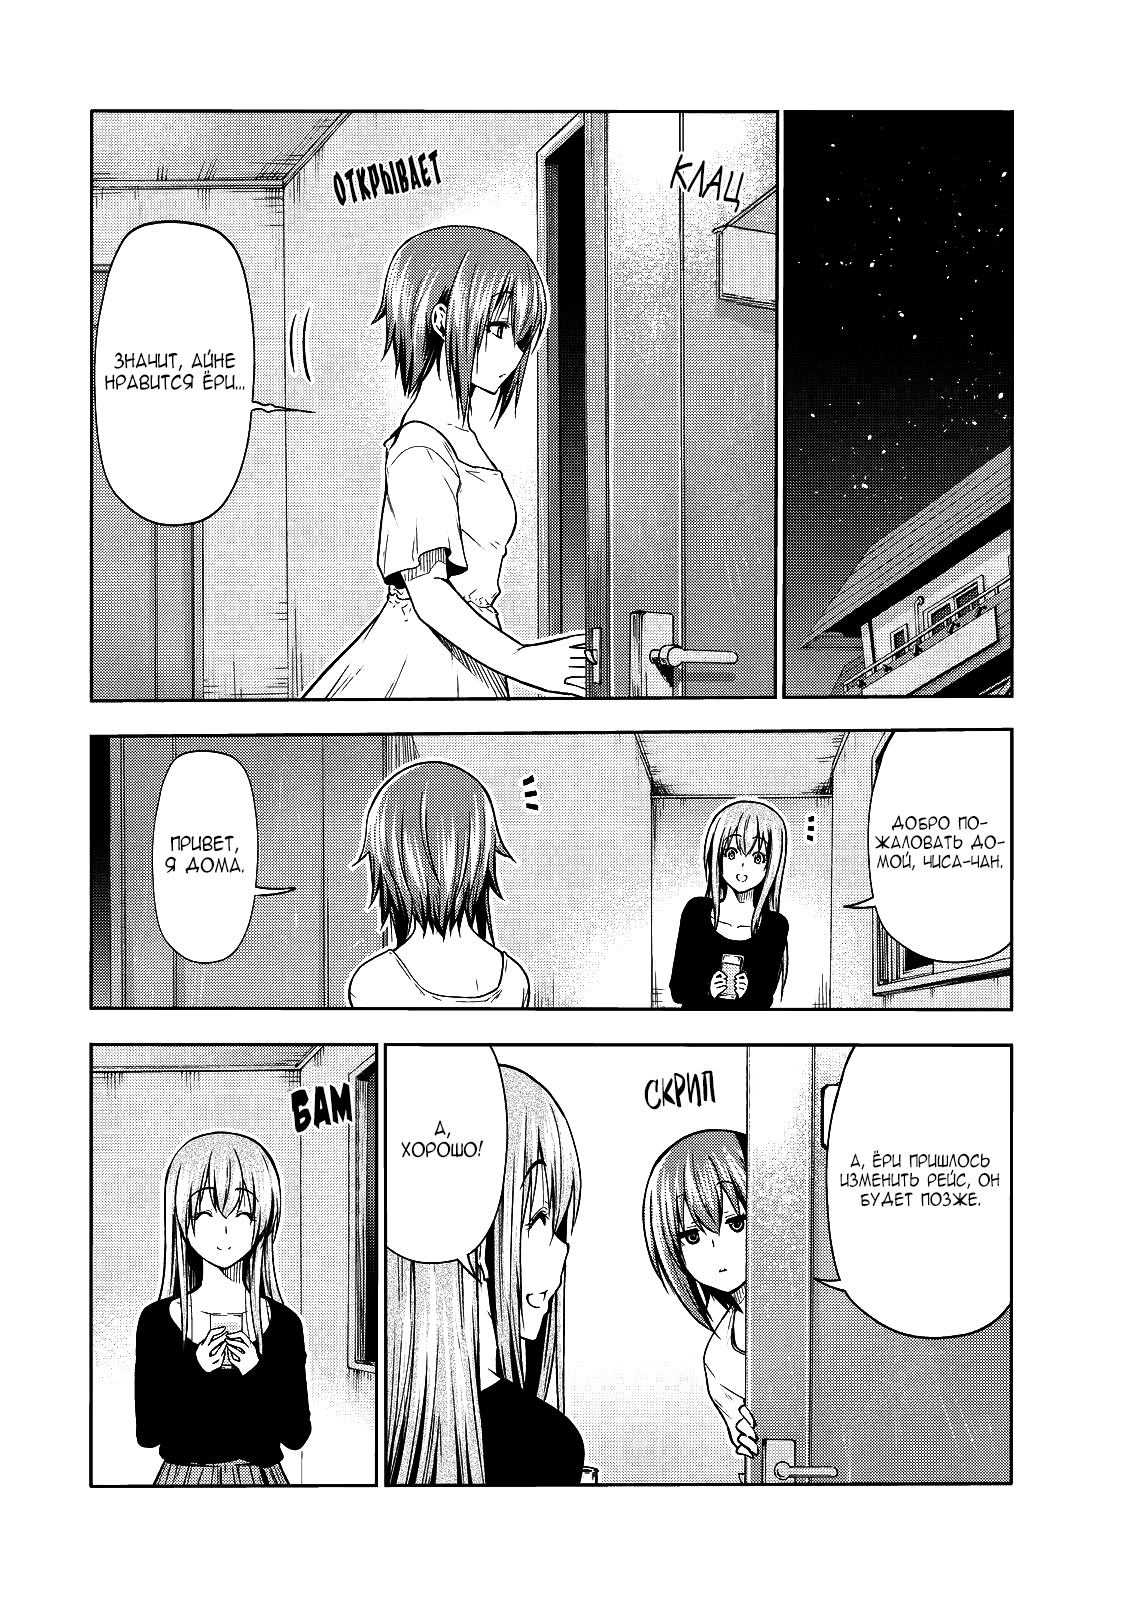 КЛАЦ
ОТКРЫВАЕТ
ЗНАЧИТ, АЙНЕ
НРАВИТСЯ ЁРИ...
ДОБРО ПО-
ЖАЛОВАТЬ ДО-
МОЙ, ЧИСА-ЧАН.
ПРИВЕТ,
Я ДОМА.
А, ЁРИ ПРИШЛОСЬ
ИЗМЕНИТЬ РЕЙС, ОН
БУДЕТ ПОЗЖЕ.
СКРИП
А,
ХОРОШО!
БАМ